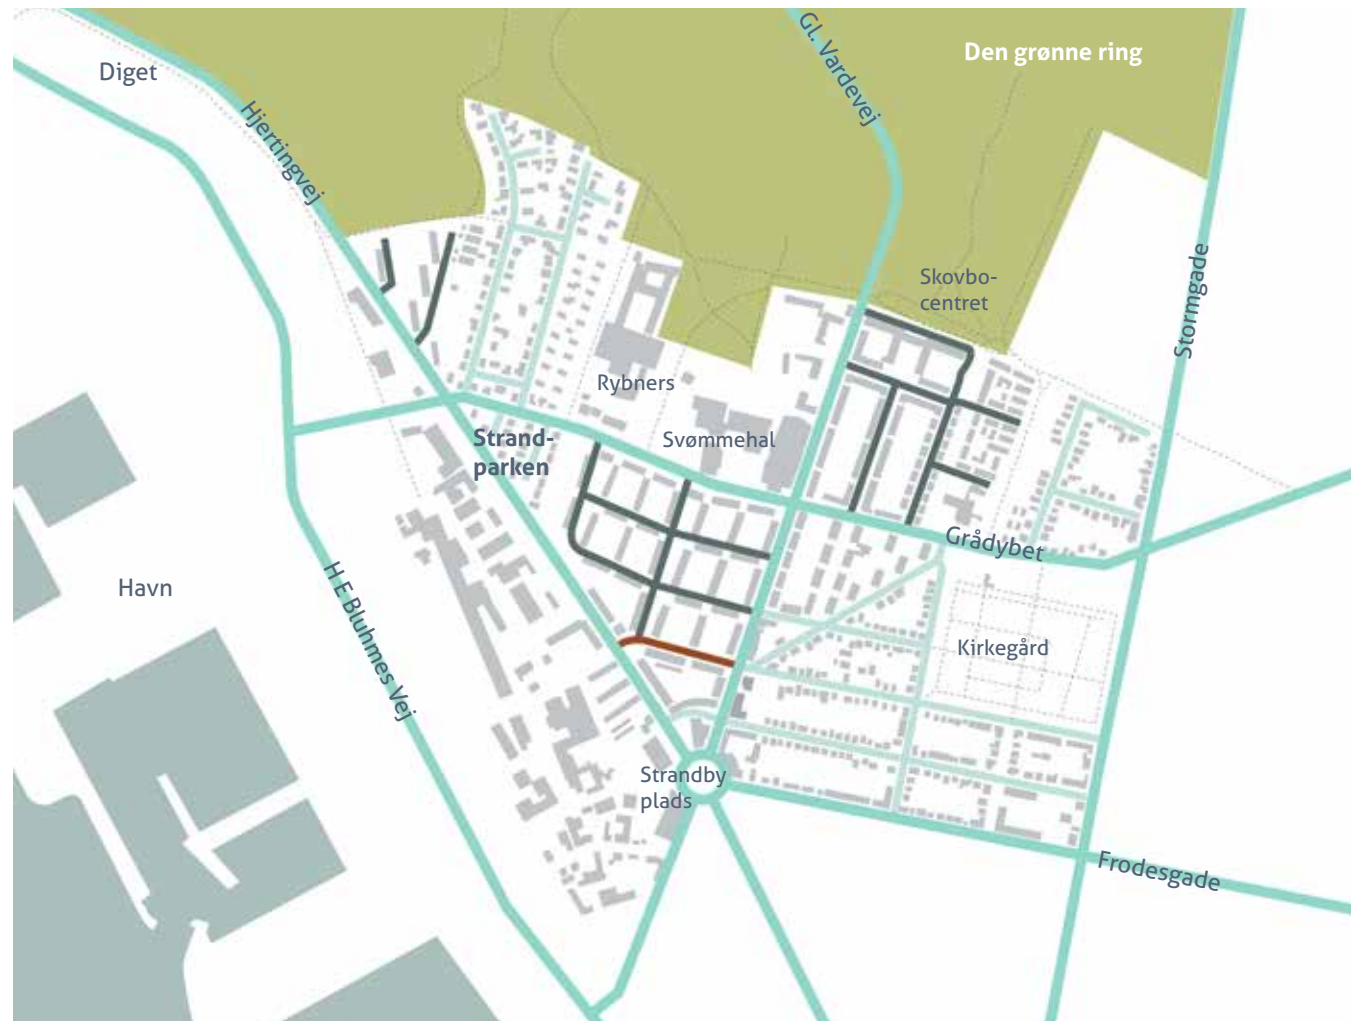 Gl. Vardevej
Den grønne ring
Diget
Hjertingvej
Skovbo-
centret
Stormgade
Rybners
Strand-
parken
Svømmehal
Grådybet
Havn
H E Bluhmes Vej
Kirkegård
Strandby
plads
Frodesgade